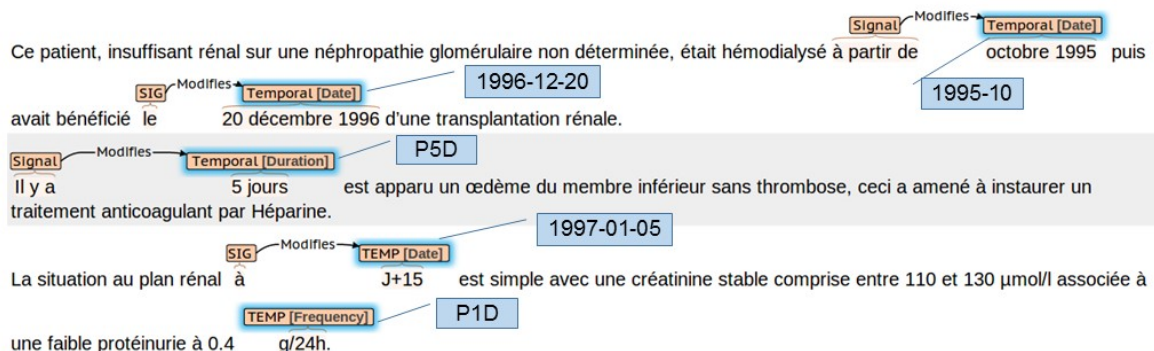 Signal Modifies Temporal [Date]
Ce patient, insuffisant rénal sur une néphropathie glomérulaire non déterminée, était hémodialysé à partir de octobre 1995 puis
SIG Modifies Temporal [Date] 1996-12-20 1995-10
avait bénéficié le 20 décembre 1996 d'une transplantation rénale.
Signal Modifies Temporal [Duration] P5D
Il y a 5 jours est apparu un œdème du membre inférieur sans thrombose, ceci a amené à instaurer un
traitement anticoagulant par Héparine.
SIG Modifies TEMP [Date] 1997-01-05
La situation au plan rénal à J+15 est simple avec une créatinine stable comprise entre 110 et 130 µmol/l associée à
TEMP [Frequency] P1D
une faible protéinurie à 0.4 g/24h.